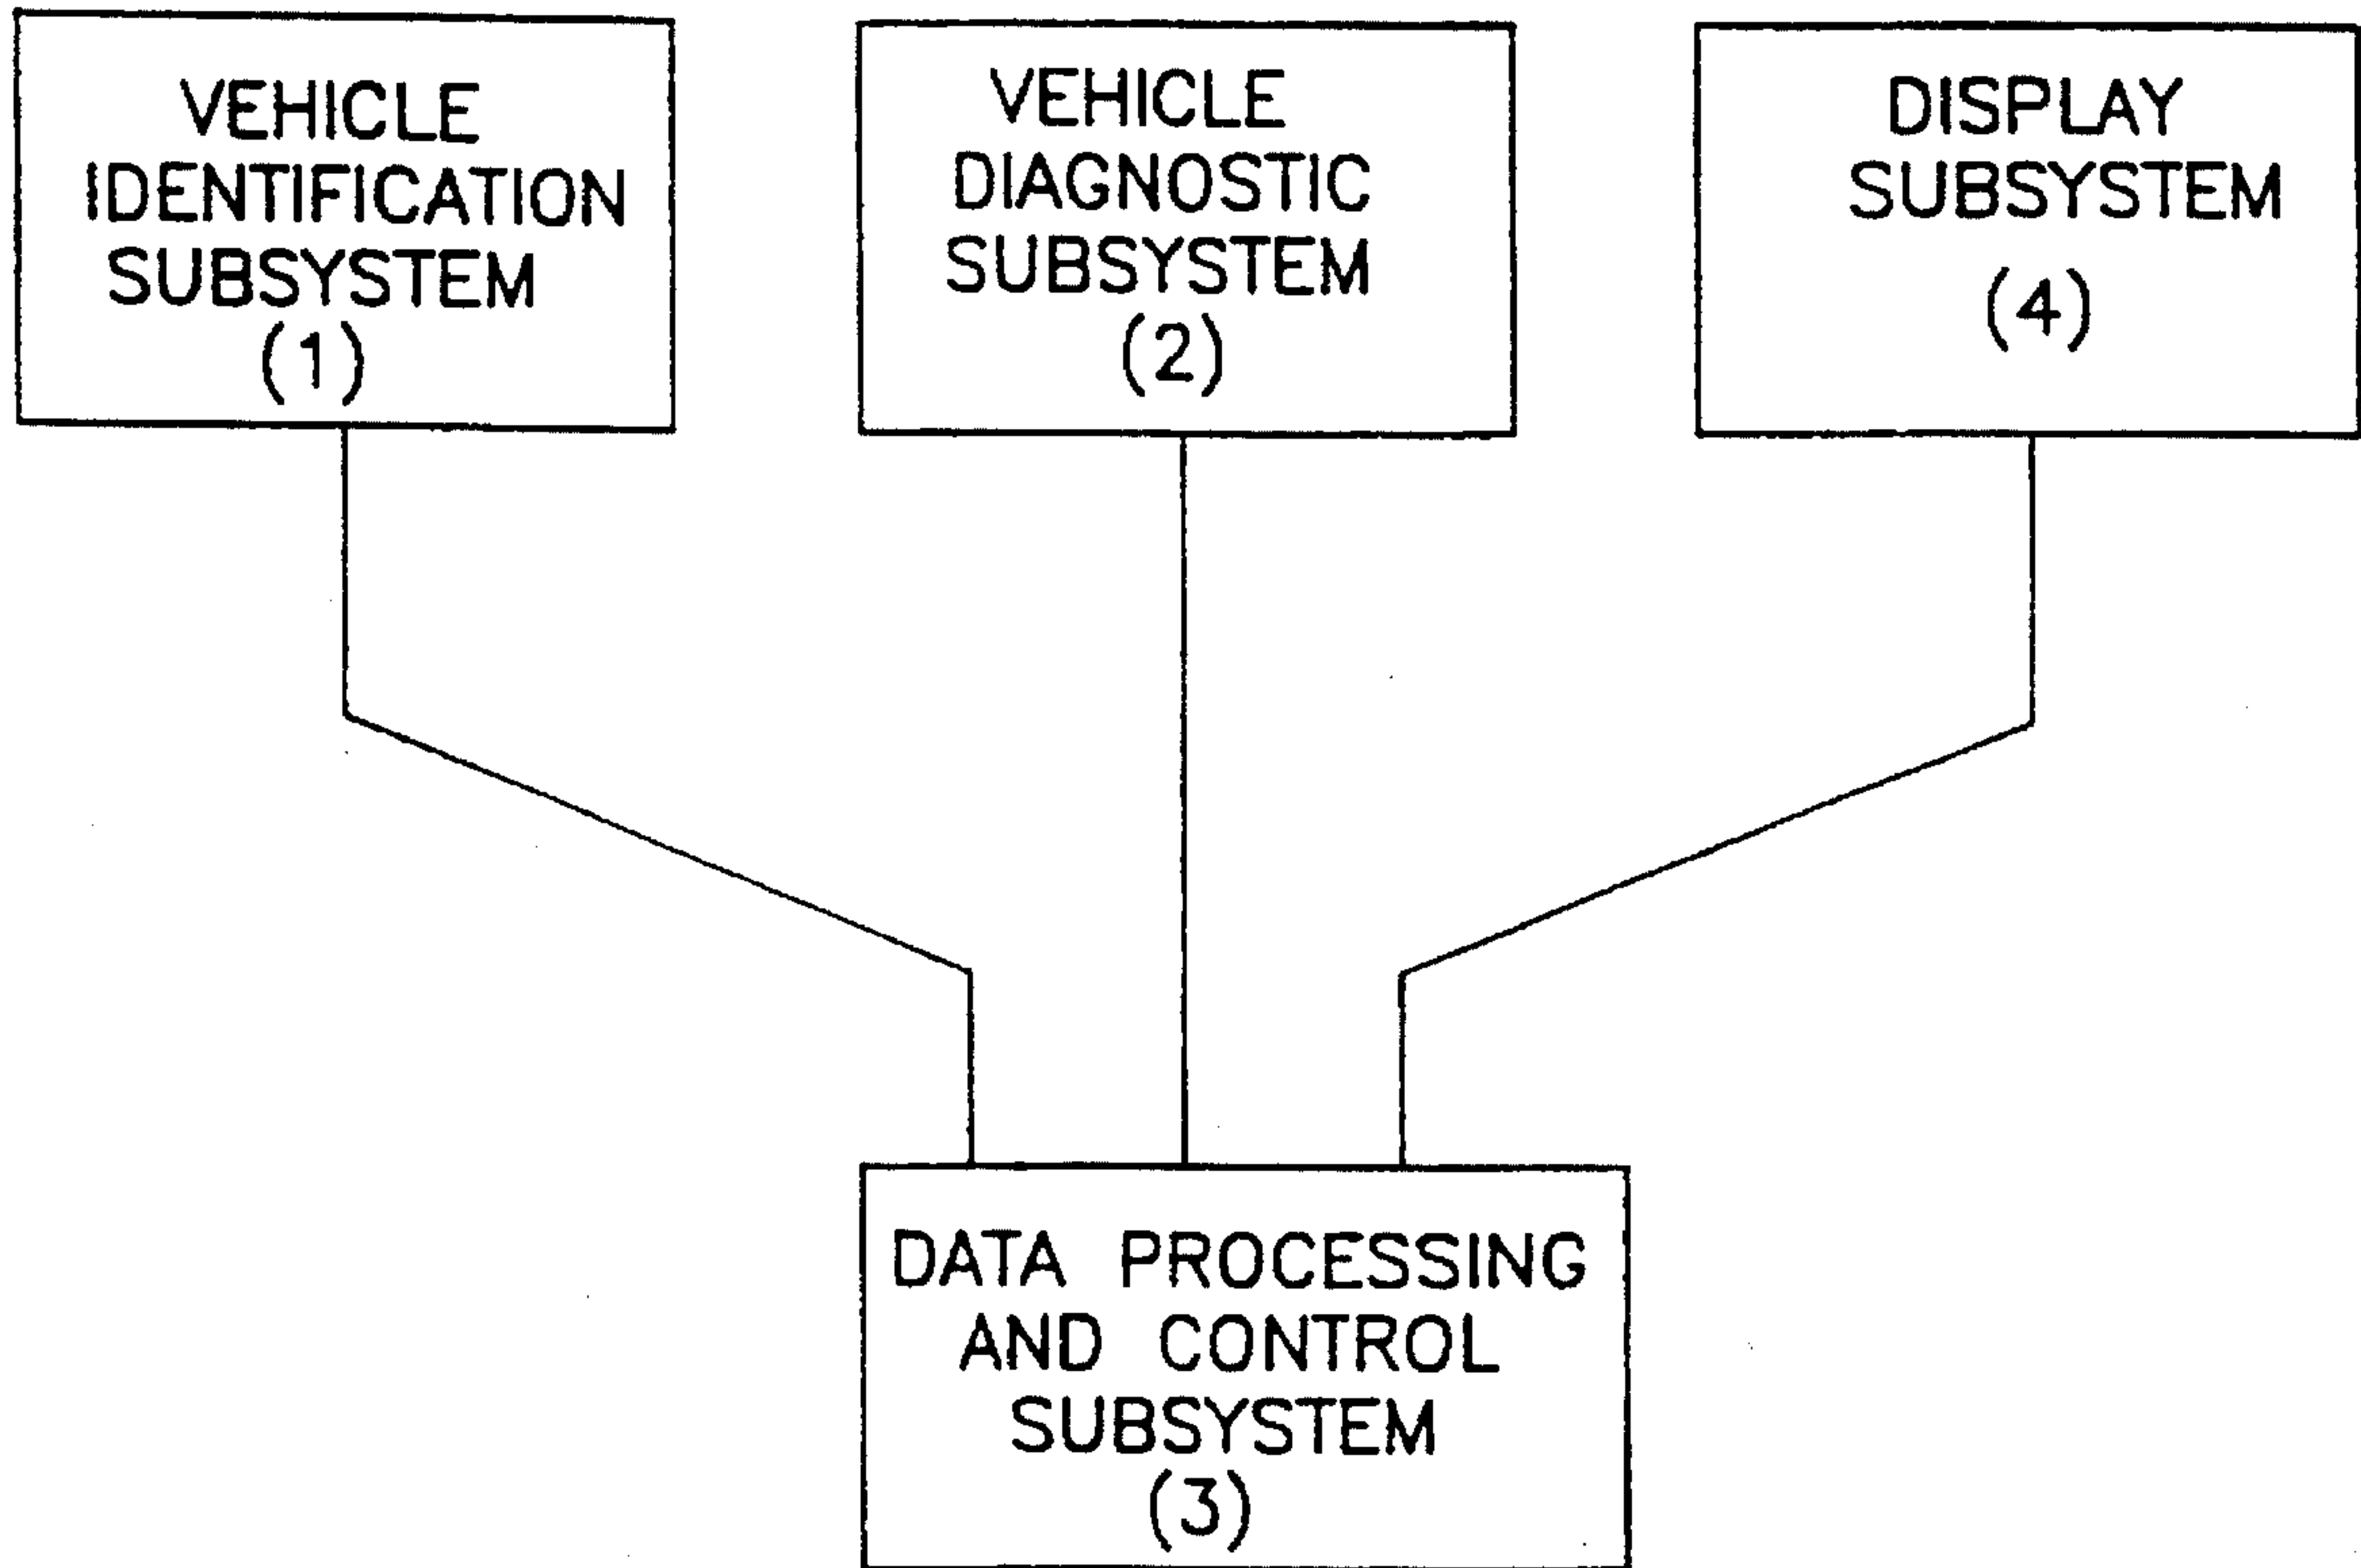 VEHICLE
IDENTIFICATION
SUBSYSTEM
(1)
VEHICLE
DIAGNOSTIC
SUBSYSTEM
(2)
DISPLAY
SUBSYSTEM
(4)
DATA PROCESSING
AND CONTROL
SUBSYSTEM
(3)